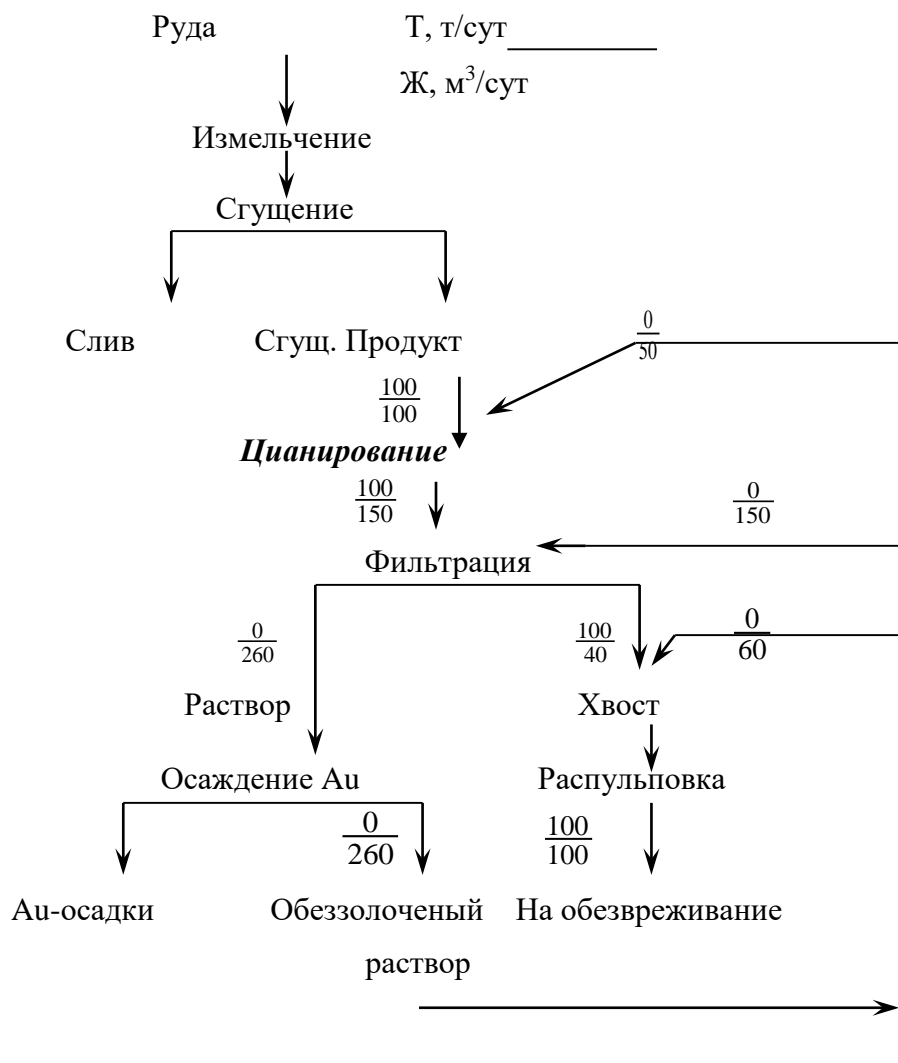 Руда Т, т/сут
Ж, м³/сут
Измельчение
Сгущение
Слив Сгущ. Продукт
0
50
100
100
Цианирование
100
150
0
150
Фильтрация
0
260
100
40
0
60
Раствор Хвост
Осаждение Au Распульповка
0
260
100
100
Au-осадки Обеззолоченый На обезвреживание
раствор